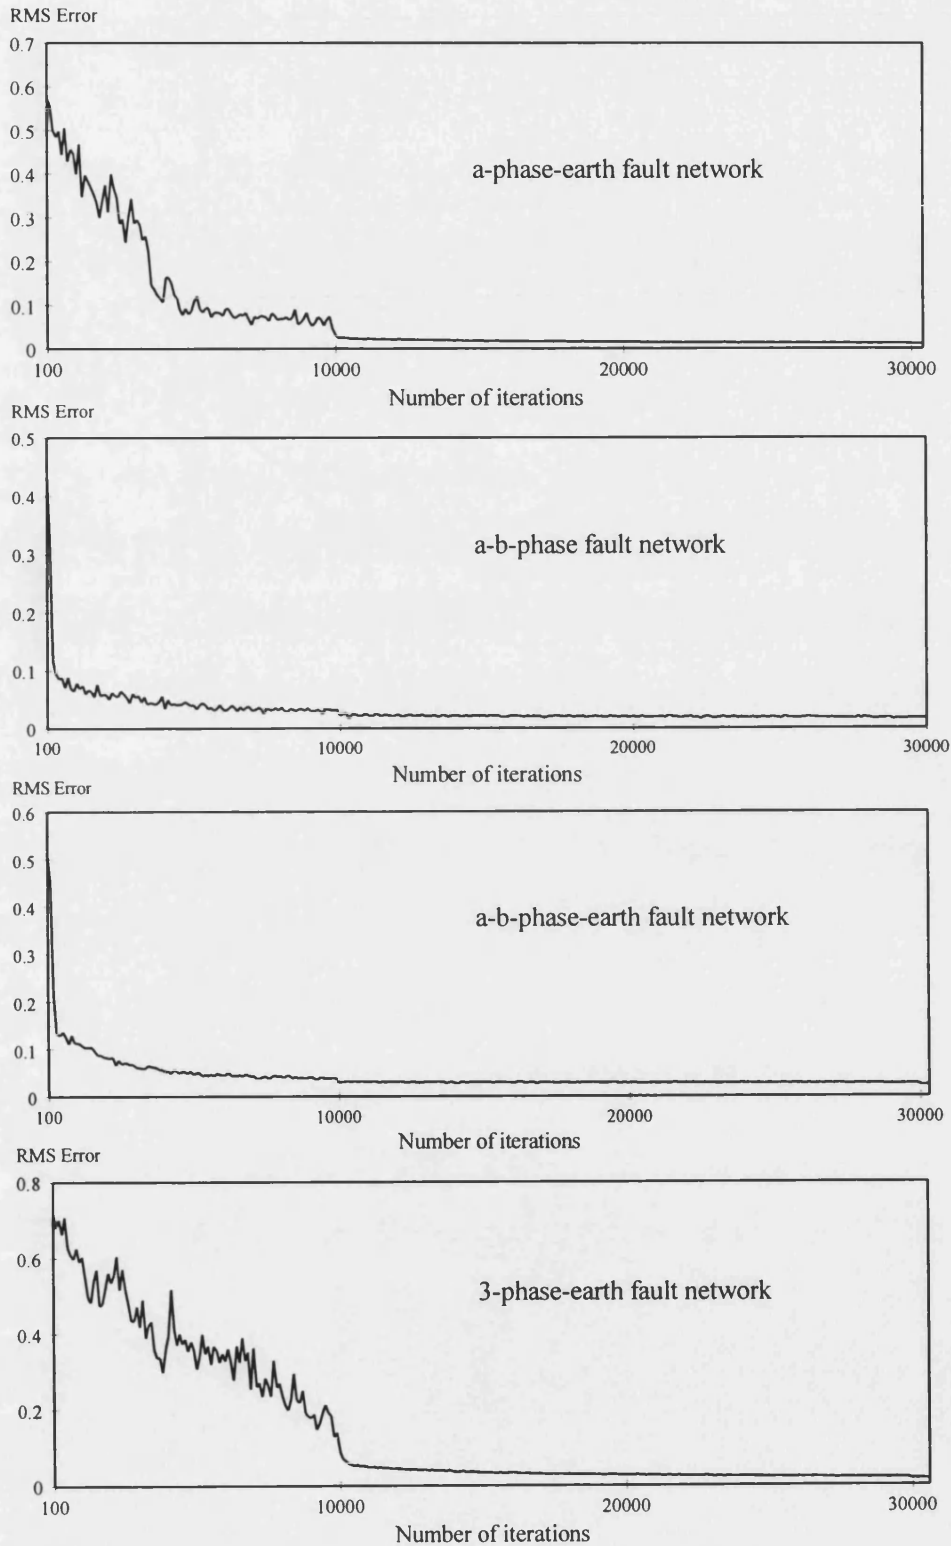 RMS Error
0.7
0.6
0.5
0.4
0.3
0.2
0.1
0
100 10000 20000 30000
Number of iterations
a-phase-earth fault network
RMS Error
0.5
0.4
0.3
0.2
0.1
0
100 10000 20000 30000
Number of iterations
a-b-phase fault network
RMS Error
0.6
0.5
0.4
0.3
0.2
0.1
0
100 10000 20000 30000
Number of iterations
a-b-phase-earth fault network
RMS Error
0.8
0.6
0.4
0.2
0
100 10000 20000 30000
Number of iterations
3-phase-earth fault network